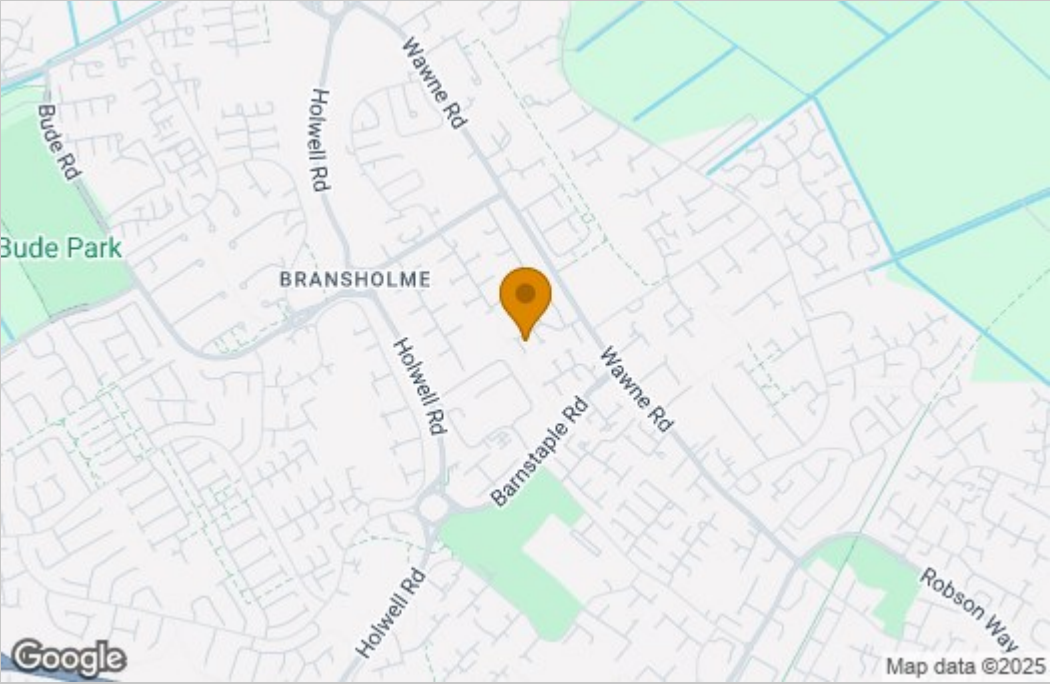 Wawne Rd
Holwell Rd
Bude Rd
Bude Park
BRANSHOLME
Holwell Rd
Wawne Rd
Barnstaple Rd
Holwell Rd
Robson Way
Google
Map data ©2025